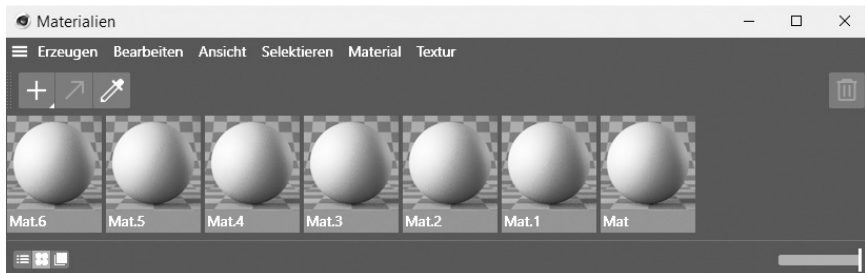 Materialien
Erzeugen Bearbeiten Ansicht Selektieren Material Textur
Mat.6 Mat.5 Mat.4 Mat.3 Mat.2 Mat.1 Mat